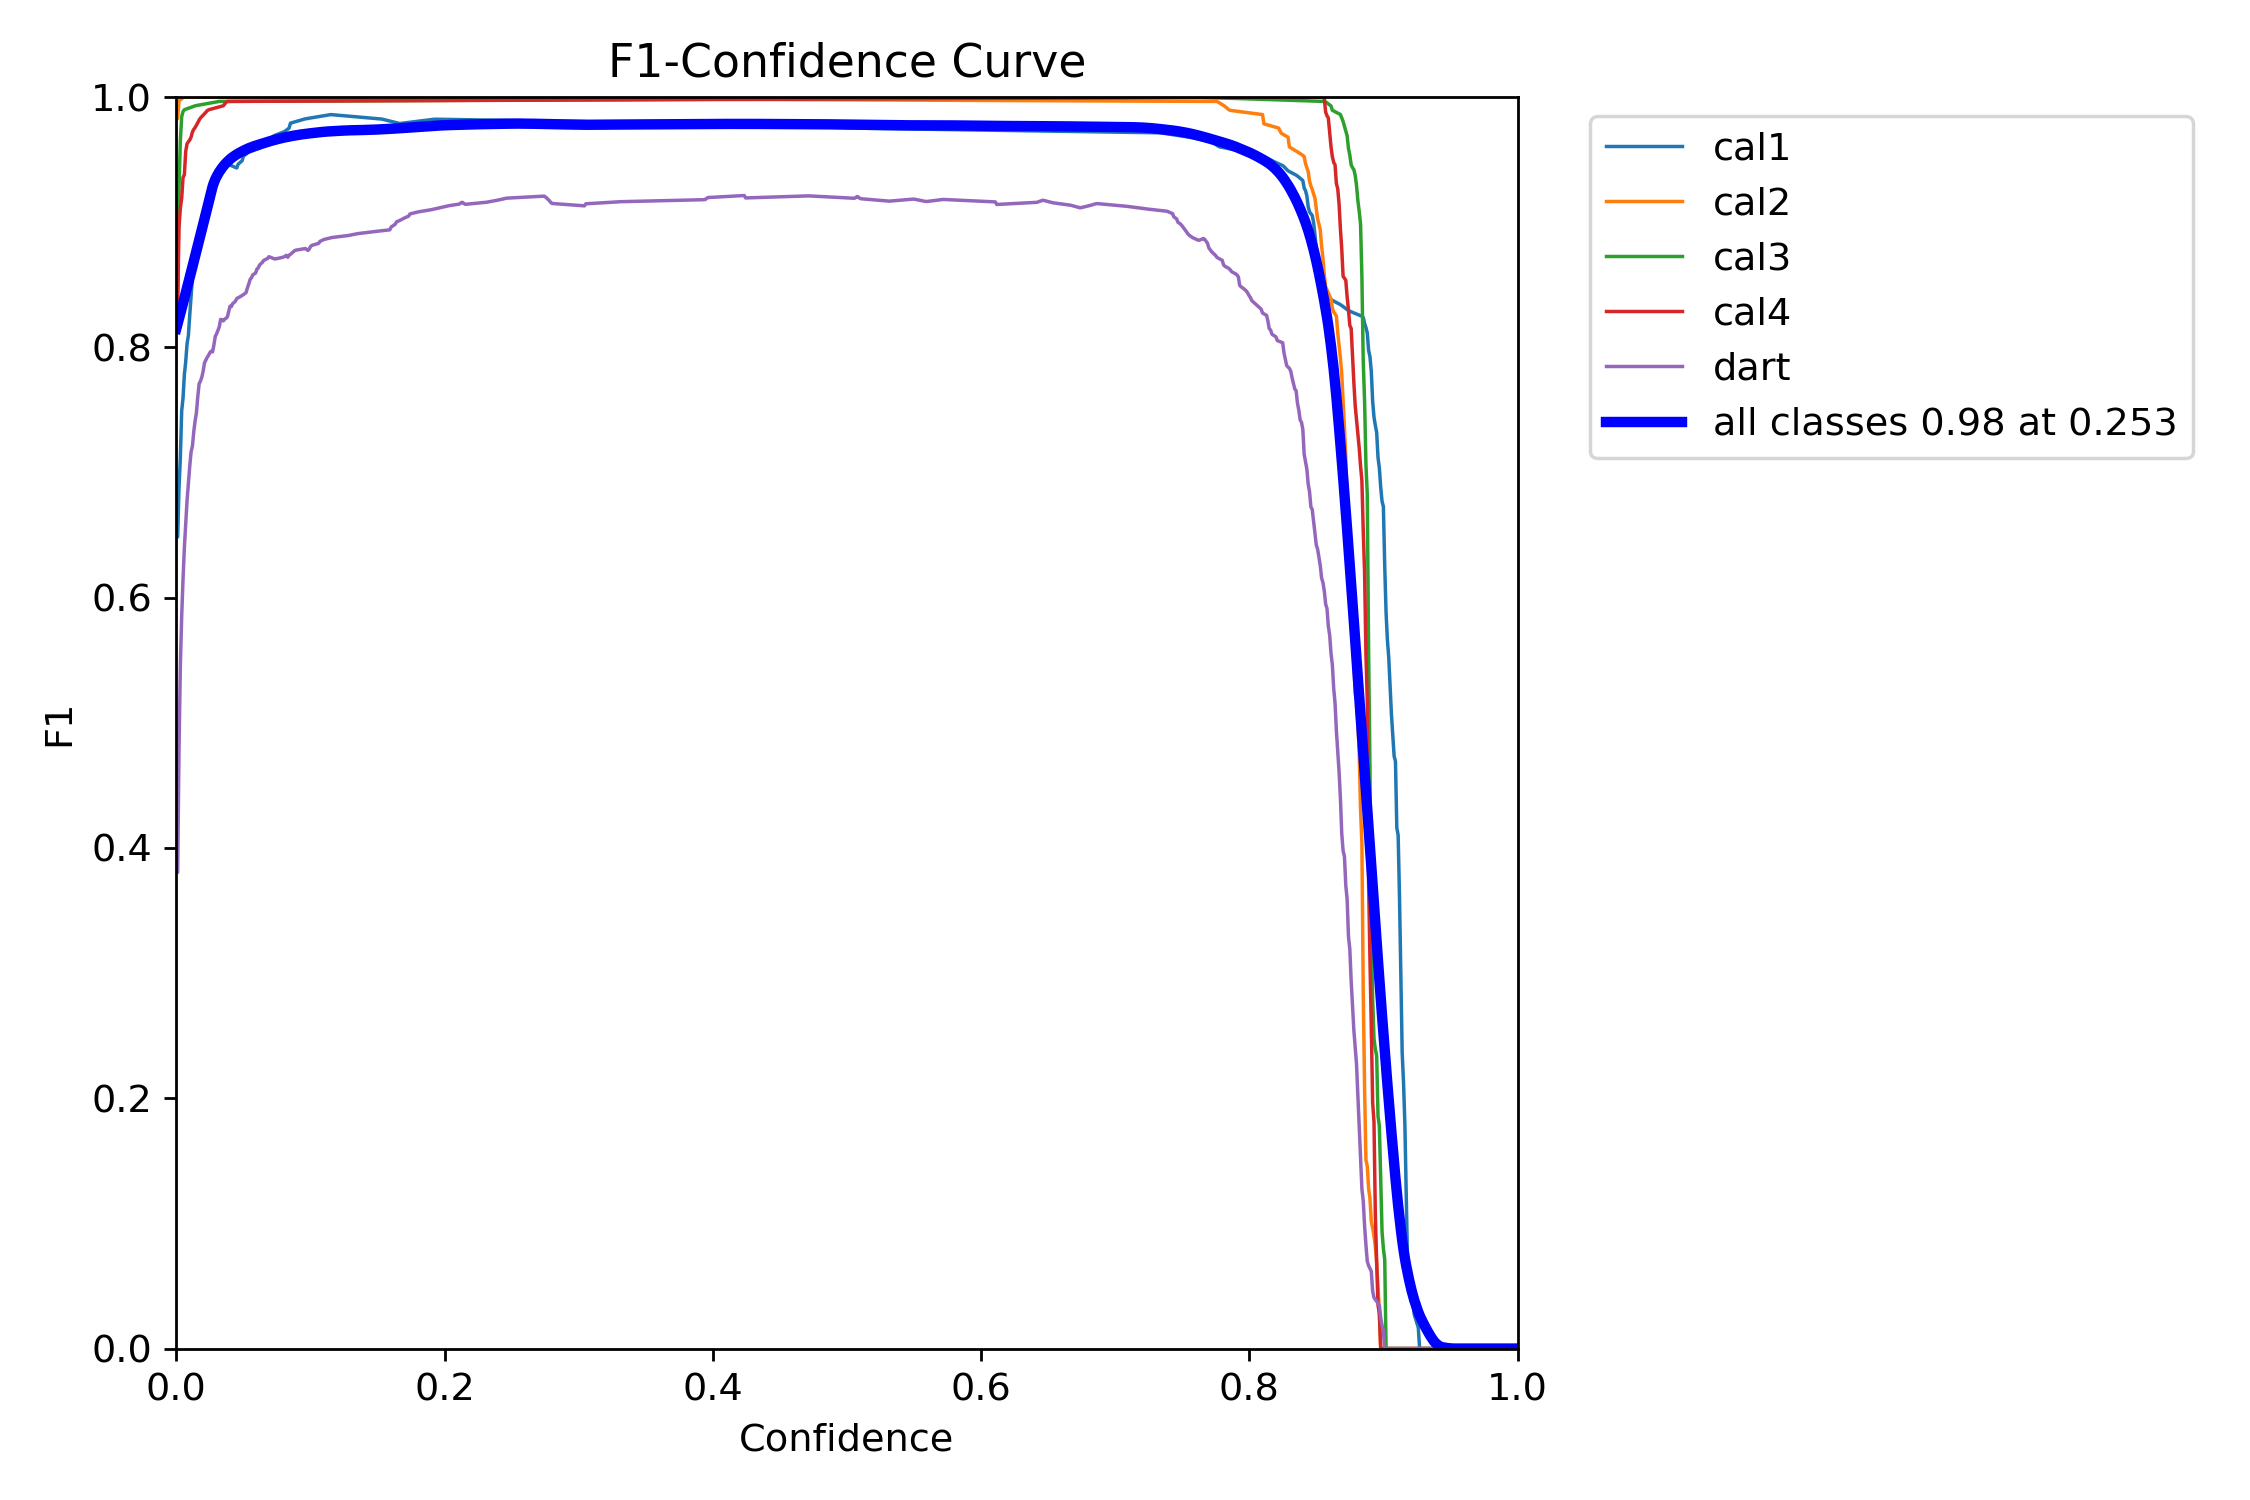 F1-Confidence Curve
1.0
0.8
0.6
0.4
0.2
0.0
F1
0.0 0.2 0.4 0.6 0.8 1.0
Confidence
cal1
cal2
cal3
cal4
dart
all classes 0.98 at 0.253